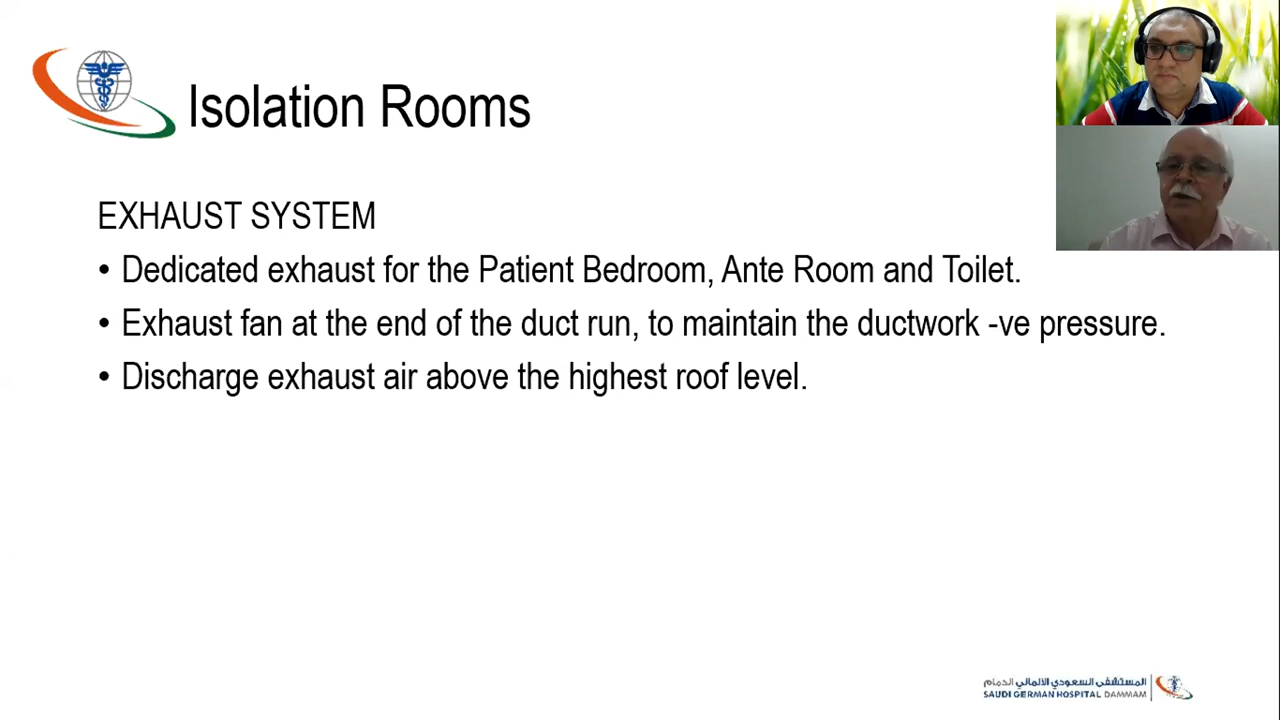 Isolation Rooms
EXHAUST SYSTEM
• Dedicated exhaust for the Patient Bedroom, Ante Room and Toilet.
• Exhaust fan at the end of the duct run, to maintain the ductwork -ve pressure.
• Discharge exhaust air above the highest roof level.
المستشفى السعودي الألماني الدمام
SAUDI GERMAN HOSPITAL DAMMAM